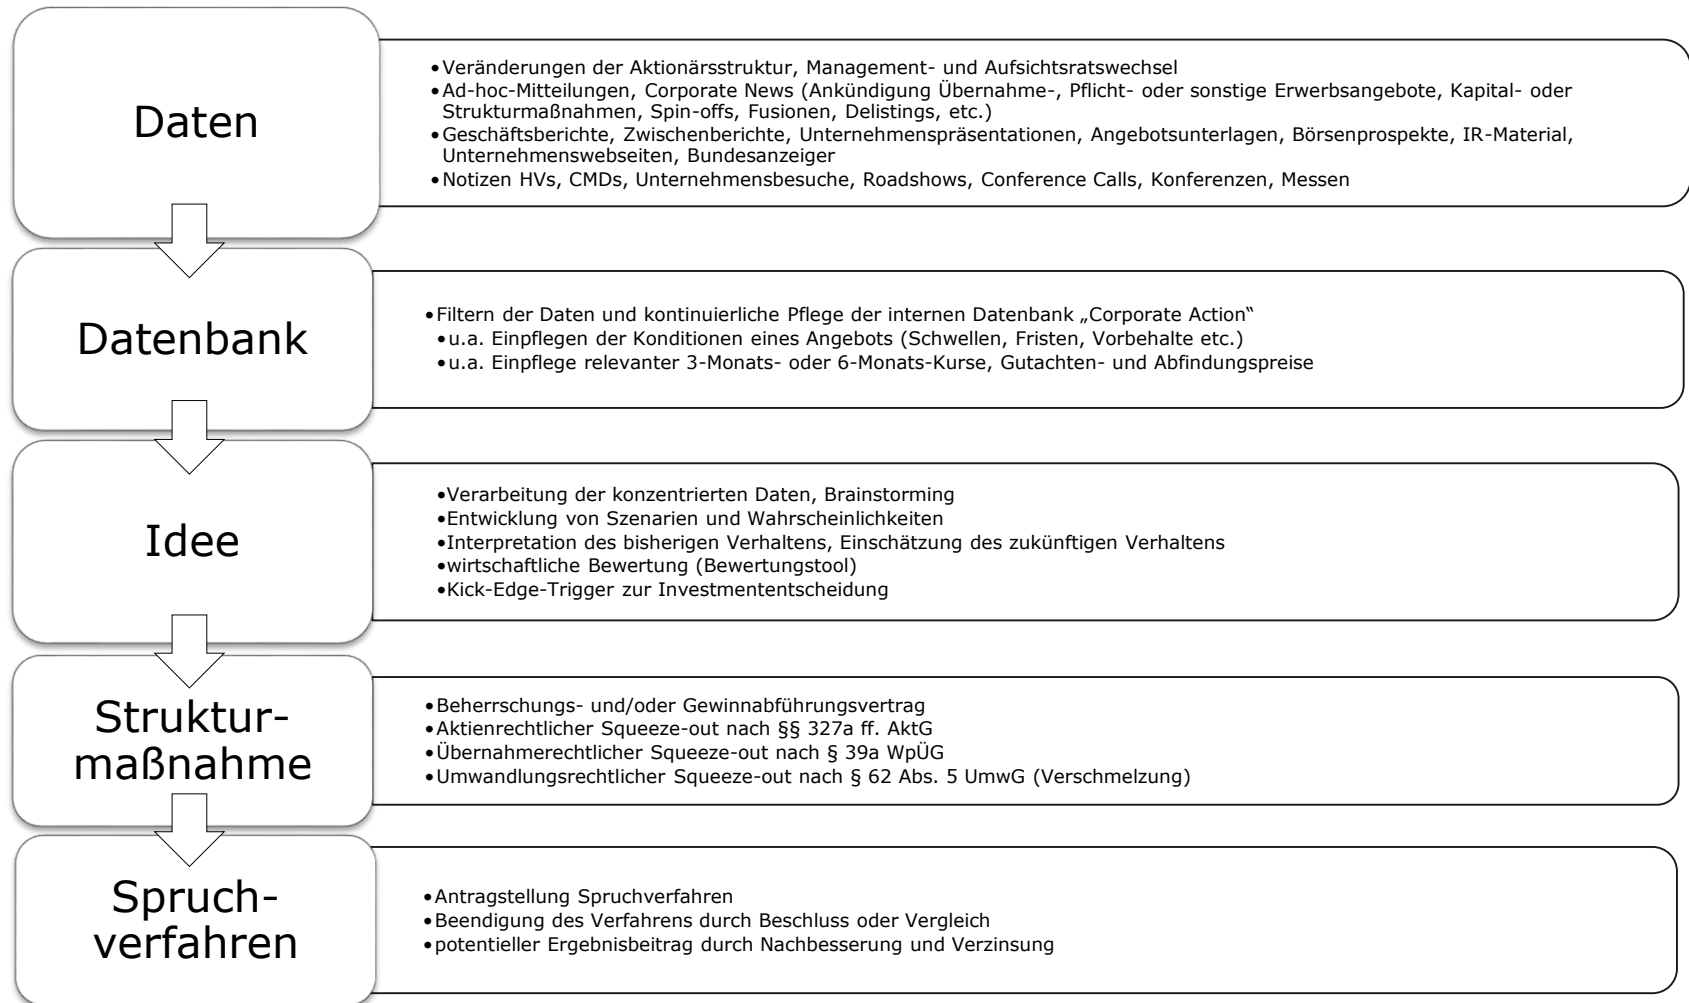 Daten
•Veränderungen der Aktionärsstruktur, Management- und Aufsichtsratswechsel
•Ad-hoc-Mitteilungen, Corporate News (Ankündigung Übernahme-, Pflicht- oder sonstige Erwerbsangebote, Kapital- oder
Strukturmaßnahmen, Spin-offs, Fusionen, Delistings, etc.)
•Geschäftsberichte, Zwischenberichte, Unternehmenspräsentationen, Angebotsunterlagen, Börsenprospekte, IR-Material,
Unternehmenswebseiten, Bundesanzeiger
•Notizen HVs, CMDs, Unternehmensbesuche, Roadshows, Conference Calls, Konferenzen, Messen
Datenbank
•Filtern der Daten und kontinuierliche Pflege der internen Datenbank „Corporate Action“
•u.a. Einpflegen der Konditionen eines Angebots (Schwellen, Fristen, Vorbehalte etc.)
•u.a. Einpflege relevanter 3-Monats- oder 6-Monats-Kurse, Gutachten- und Abfindungspreise
Idee
•Verarbeitung der konzentrierten Daten, Brainstorming
•Entwicklung von Szenarien und Wahrscheinlichkeiten
•Interpretation des bisherigen Verhaltens, Einschätzung des zukünftigen Verhaltens
•wirtschaftliche Bewertung (Bewertungstool)
•Kick-Edge-Trigger zur Investmententscheidung
Struktur-
maßnahme
•Beherrschungs- und/oder Gewinnabführungsvertrag
•Aktienrechtlicher Squeeze-out nach §§ 327a ff. AktG
•Übernahmerechtlicher Squeeze-out nach § 39a WpÜG
•Umwandlungsrechtlicher Squeeze-out nach § 62 Abs. 5 UmwG (Verschmelzung)
Spruch-
verfahren
•Antragstellung Spruchverfahren
•Beendigung des Verfahrens durch Beschluss oder Vergleich
•potentieller Ergebnisbeitrag durch Nachbesserung und Verzinsung